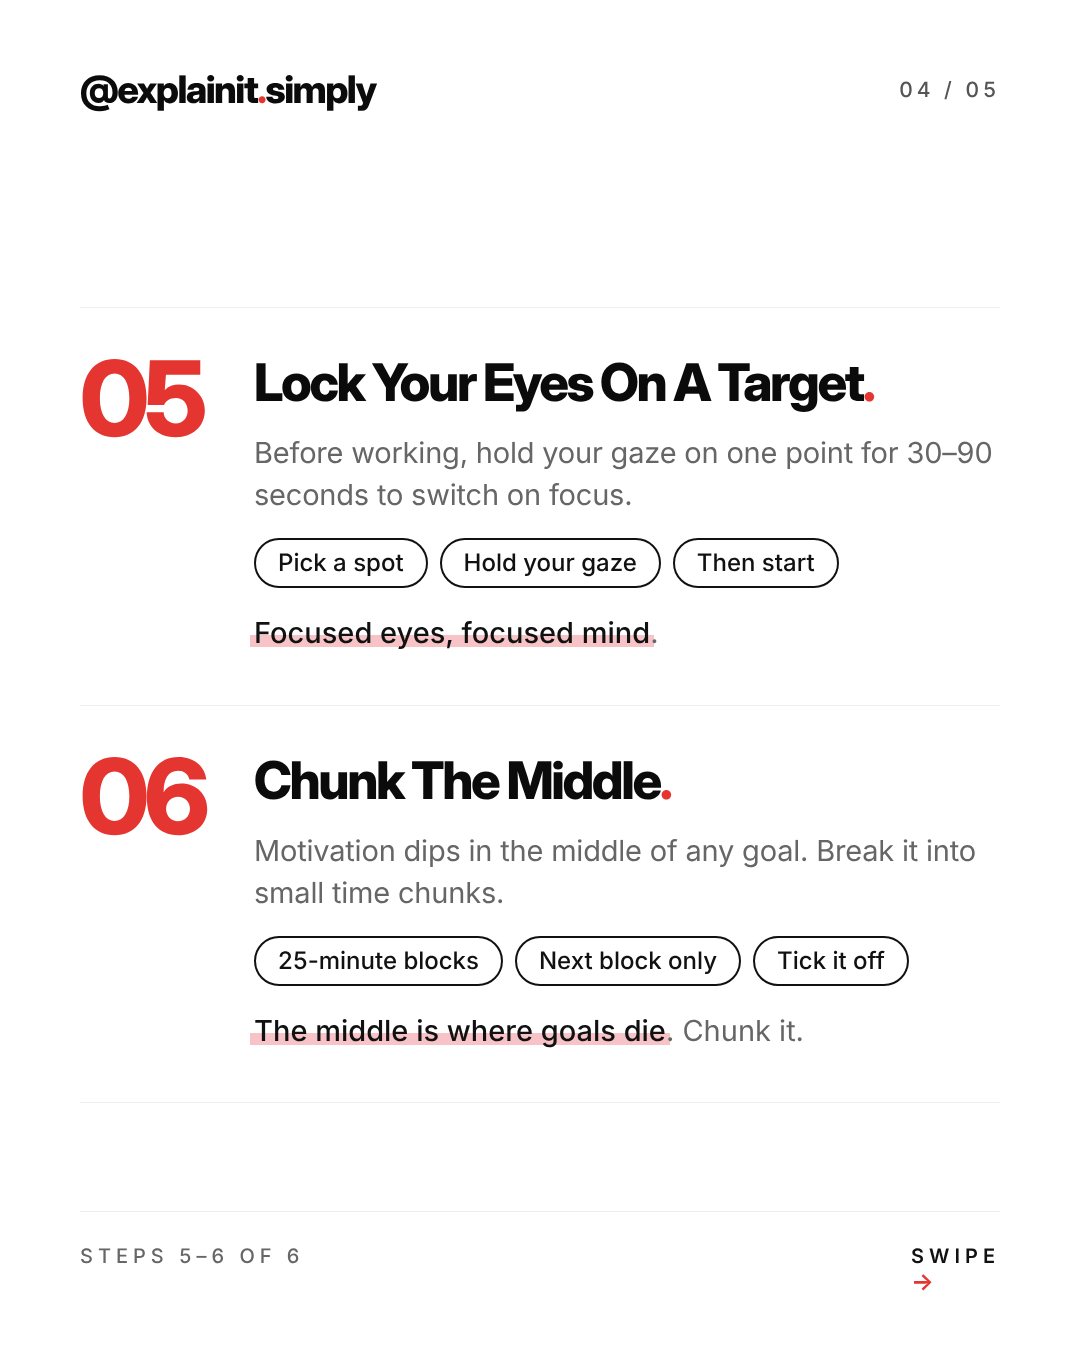 @explainit.simply
04 / 05
05
Lock Your Eyes On A Target.
Before working, hold your gaze on one point for 30–90
seconds to switch on focus.
Pick a spot
Hold your gaze
Then start
Focused eyes, focused mind.
06
Chunk The Middle.
Motivation dips in the middle of any goal. Break it into
small time chunks.
25-minute blocks
Next block only
Tick it off
The middle is where goals die. Chunk it.
STEPS 5–6 OF 6
SWIPE
→